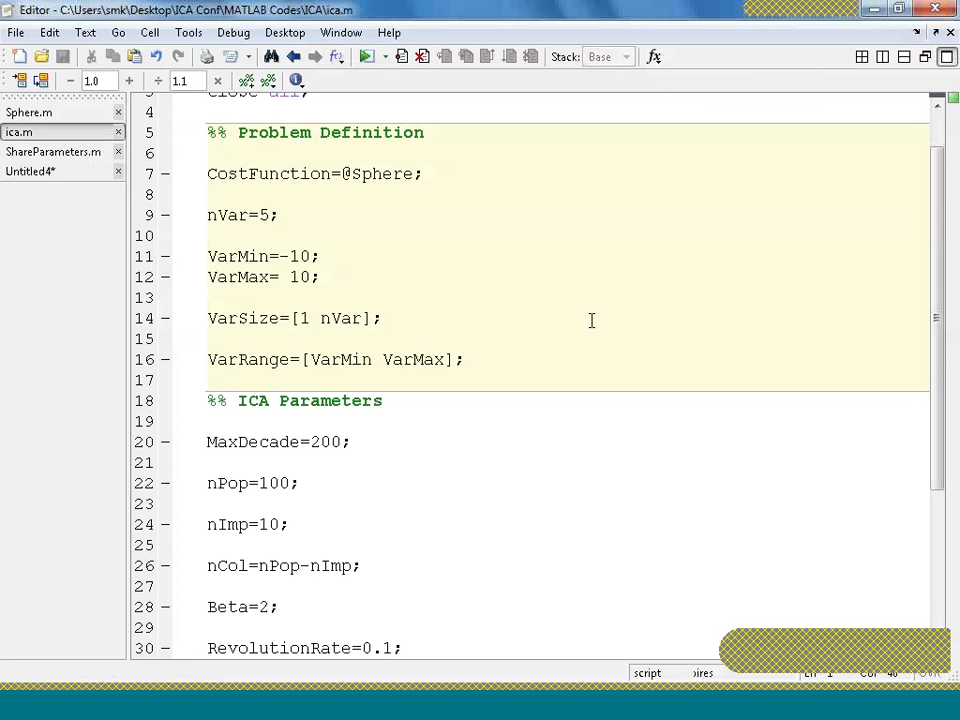 Editor - C:\Users\smk\Desktop\ICA Conf\MATLAB Codes\ICA\ica.m
File Edit Text Go Cell Tools Debug Desktop Window Help
Stack: Base fx
− 1.0 + ÷ 1.1 ×
Sphere.m
ica.m
ShareParameters.m
Untitled4*
4
5 %% Problem Definition
6
7 – CostFunction=@Sphere;
8
9 – nVar=5;
10
11 – VarMin=-10;
12 – VarMax= 10;
13
14 – VarSize=[1 nVar];
15
16 – VarRange=[VarMin VarMax];
17
18 %% ICA Parameters
19
20 – MaxDecade=200;
21
22 – nPop=100;
23
24 – nImp=10;
25
26 – nCol=nPop-nImp;
27
28 – Beta=2;
29
30 – RevolutionRate=0.1;
script